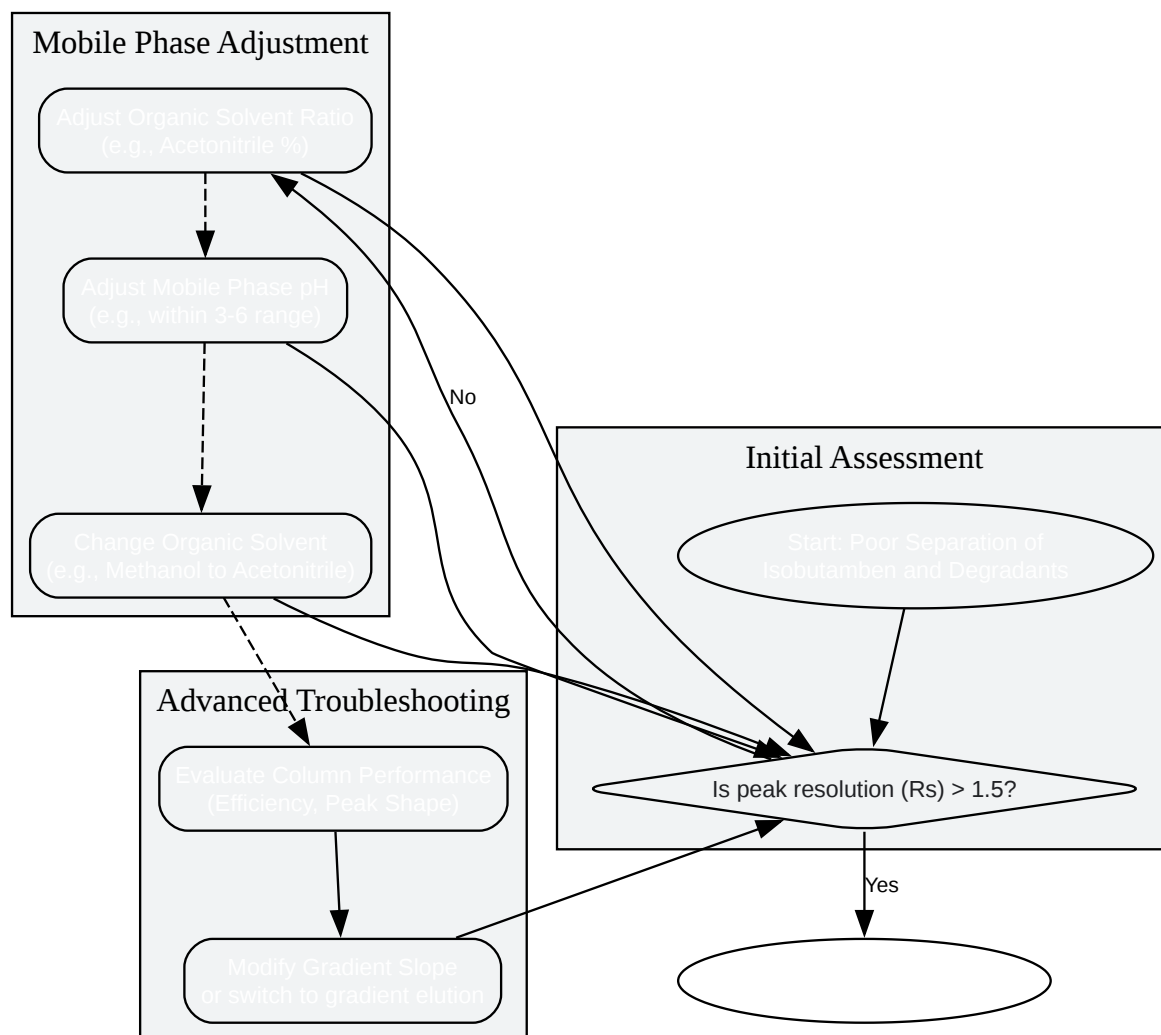 Mobile Phase Adjustment
Adjust Organic Solvent Ratio
(e.g., Acetonitrile %)
Adjust Mobile Phase pH
(e.g., within 3-6 range)
No
Change Organic Solvent
(e.g., Methanol to Acetonitrile)
Initial Assessment
Start: Poor Separation of
Isobutamben and Degradants
Is peak resolution (Rs) > 1.5?
Yes
Advanced Troubleshooting
Evaluate Column Performance
(Efficiency, Peak Shape)
Modify Gradient Slope
or switch to gradient elution